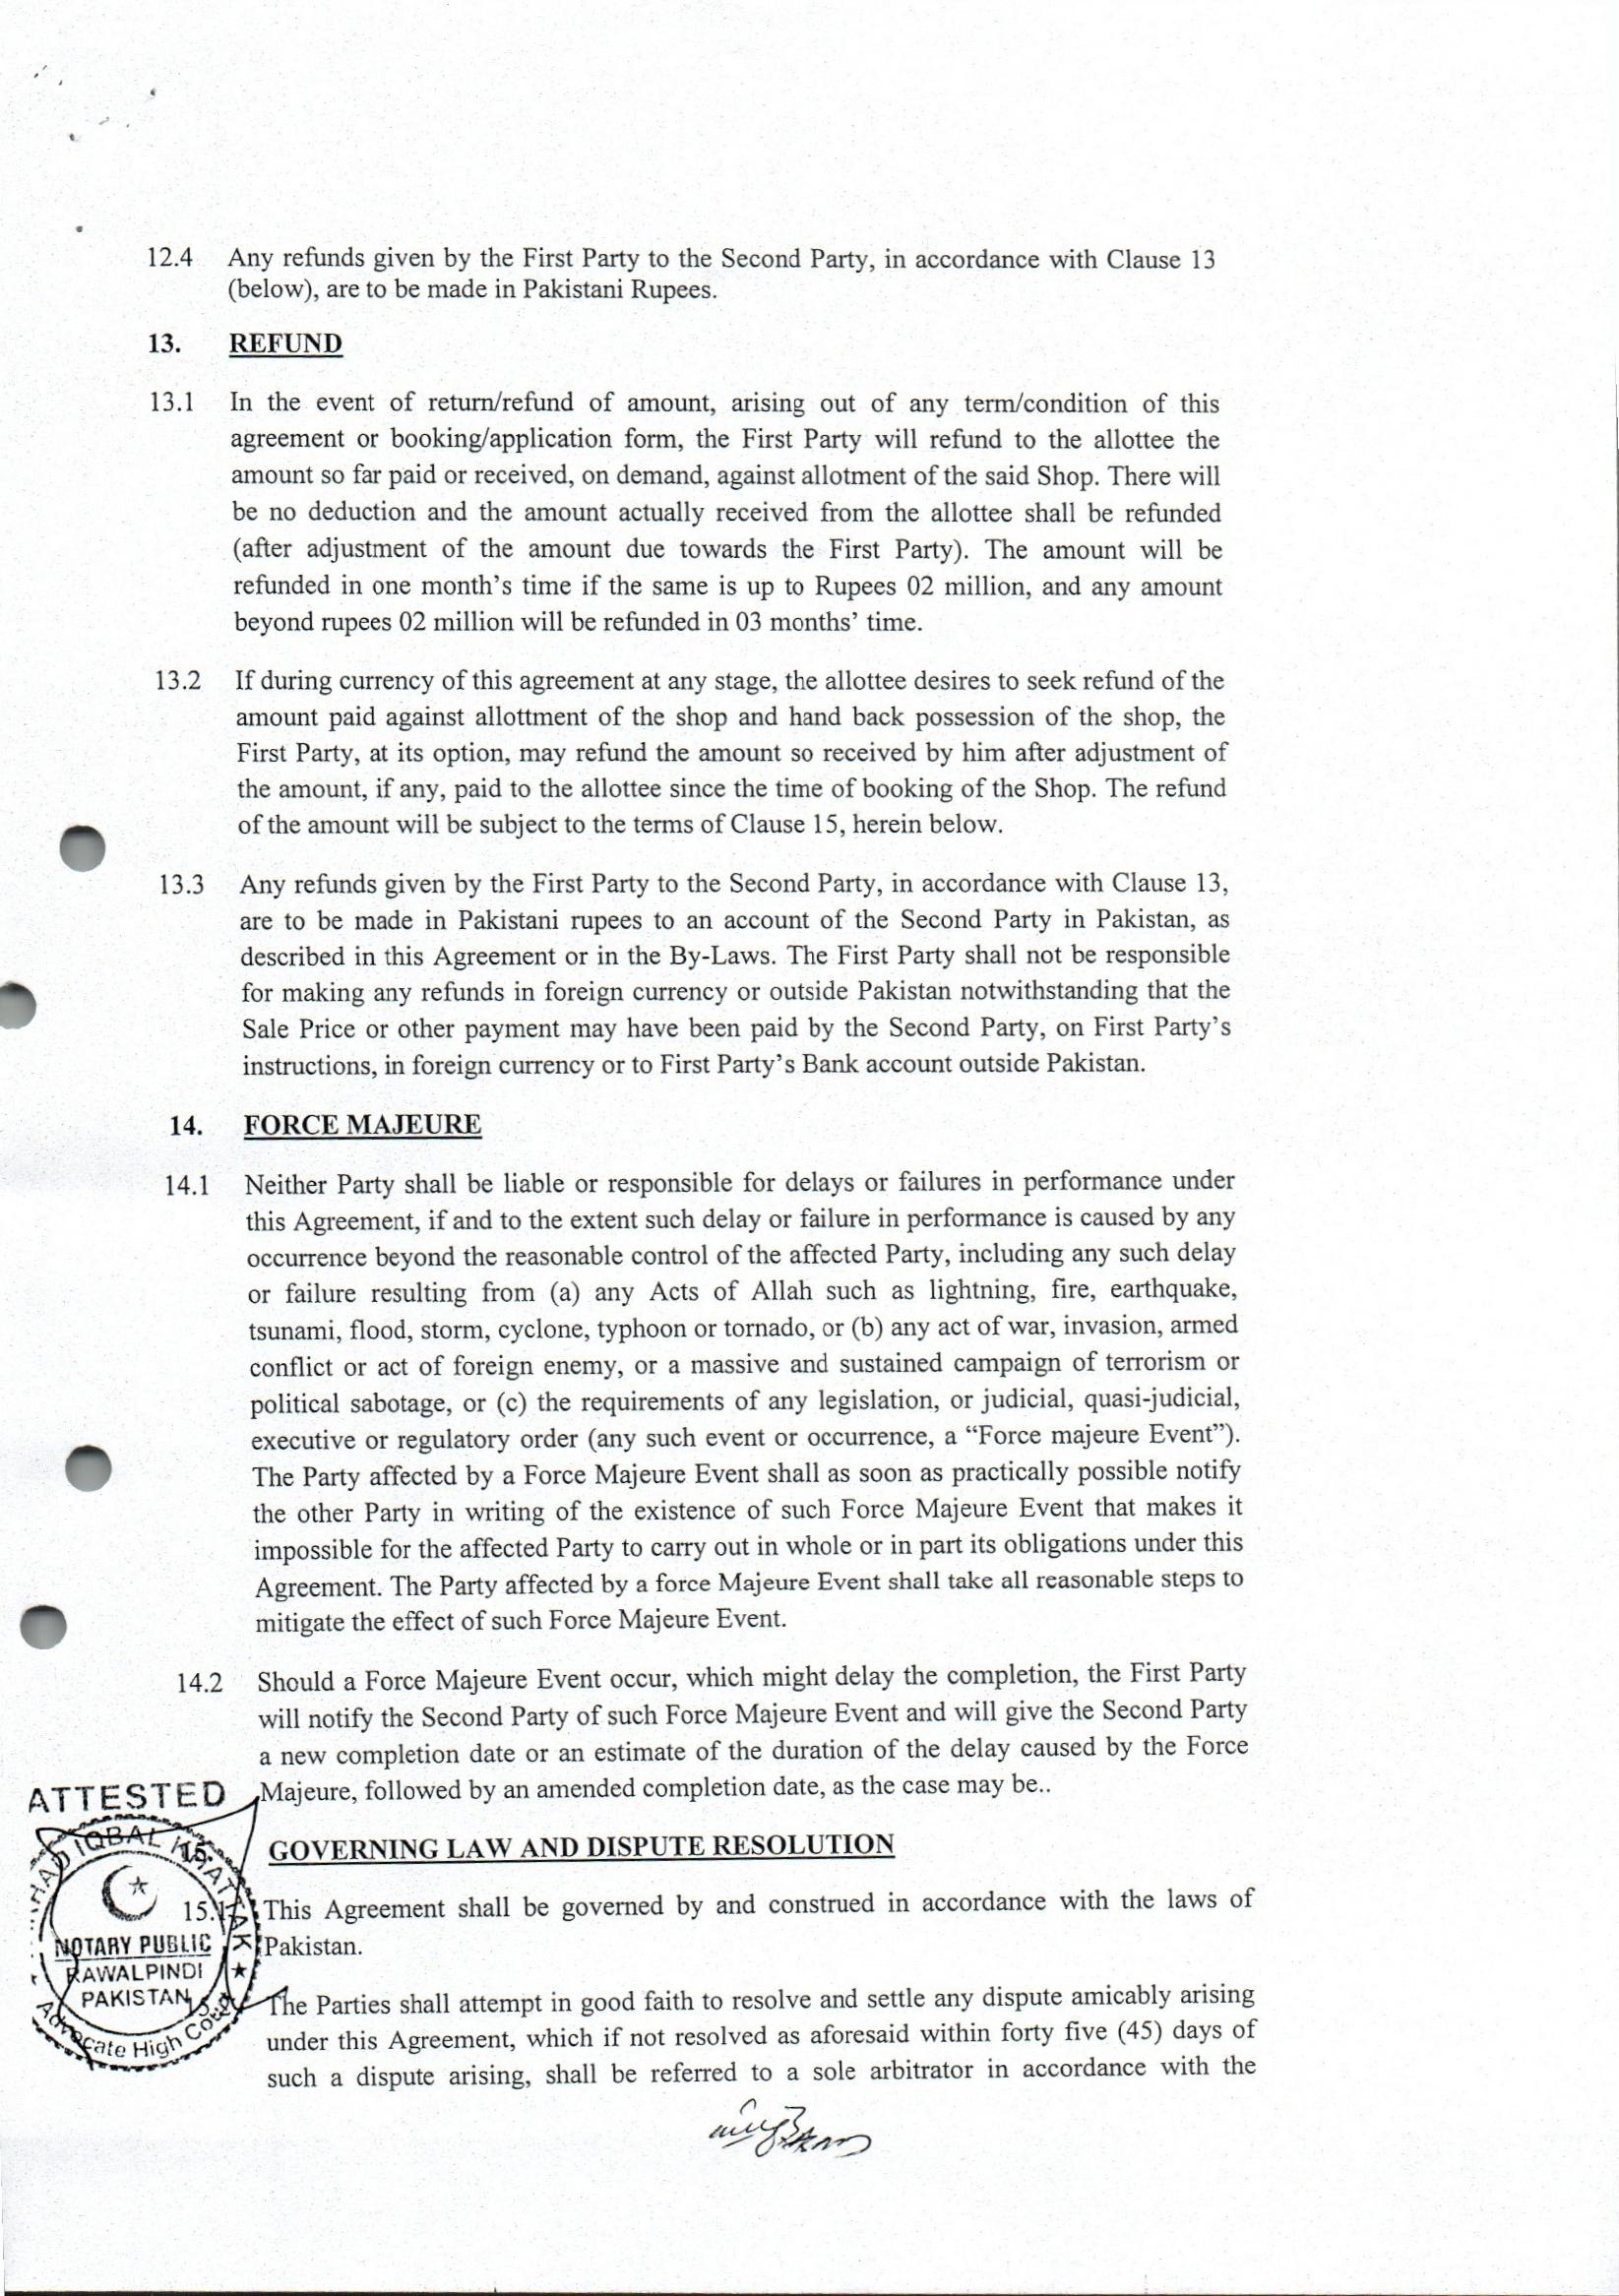 12.4 Any refunds given by the First Party to the Second Party, in accordance with Clause 13
(below), are to be made in Pakistani Rupees.
13. REFUND
13.1 In the event of return/refund of amount, arising out of any term/condition of this
agreement or booking/application form, the First Party will refund to the allottee the
amount so far paid or received, on demand, against allotment of the said Shop. There will
be no deduction and the amount actually received from the allottee shall be refunded
(after adjustment of the amount due towards the First Party). The amount will be
refunded in one month’s time if the same is up to Rupees 02 million, and any amount
beyond rupees 02 million will be refunded in 03 months’ time.
13.2 If during currency of this agreement at any stage, the allottee desires to seek refund of the
amount paid against allottment of the shop and hand back possession of the shop, the
First Party, at its option, may refund the amount so received by him after adjustment of
the amount, if any, paid to the allottee since the time of booking of the Shop. The refund
of the amount will be subject to the terms of Clause 15, herein below.
13.3 Any refunds given by the First Party to the Second Party, in accordance with Clause 13,
are to be made in Pakistani rupees to an account of the Second Party in Pakistan, as
described in this Agreement or in the By-Laws. The First Party shall not be responsible
for making any refunds in foreign currency or outside Pakistan notwithstanding that the
Sale Price or other payment may have been paid by the Second Party, on First Party’s
instructions, in foreign currency or to First Party’s Bank account outside Pakistan.
14. FORCE MAJEURE
14.1 Neither Party shall be liable or responsible for delays or failures in performance under
this Agreement, if and to the extent such delay or failure in performance is caused by any
occurrence beyond the reasonable control of the affected Party, including any such delay
or failure resulting from (a) any Acts of Allah such as lightning, fire, earthquake,
tsunami, flood, storm, cyclone, typhoon or tornado, or (b) any act of war, invasion, armed
conflict or act of foreign enemy, or a massive and sustained campaign of terrorism or
political sabotage, or (c) the requirements of any legislation, or judicial, quasi-judicial,
executive or regulatory order (any such event or occurrence, a “Force majeure Event”).
The Party affected by a Force Majeure Event shall as soon as practically possible notify
the other Party in writing of the existence of such Force Majeure Event that makes it
impossible for the affected Party to carry out in whole or in part its obligations under this
Agreement. The Party affected by a force Majeure Event shall take all reasonable steps to
mitigate the effect of such Force Majeure Event.
14.2 Should a Force Majeure Event occur, which might delay the completion, the First Party
will notify the Second Party of such Force Majeure Event and will give the Second Party
a new completion date or an estimate of the duration of the delay caused by the Force
Majeure, followed by an amended completion date, as the case may be..
15. GOVERNING LAW AND DISPUTE RESOLUTION
15.1 This Agreement shall be governed by and construed in accordance with the laws of
Pakistan.
15.2 The Parties shall attempt in good faith to resolve and settle any dispute amicably arising
under this Agreement, which if not resolved as aforesaid within forty five (45) days of
such a dispute arising, shall be referred to a sole arbitrator in accordance with the
ATTESTED
IQBAL KHATTAK
NOTARY PUBLIC
RAWALPINDI
PAKISTAN
Advocate High Court